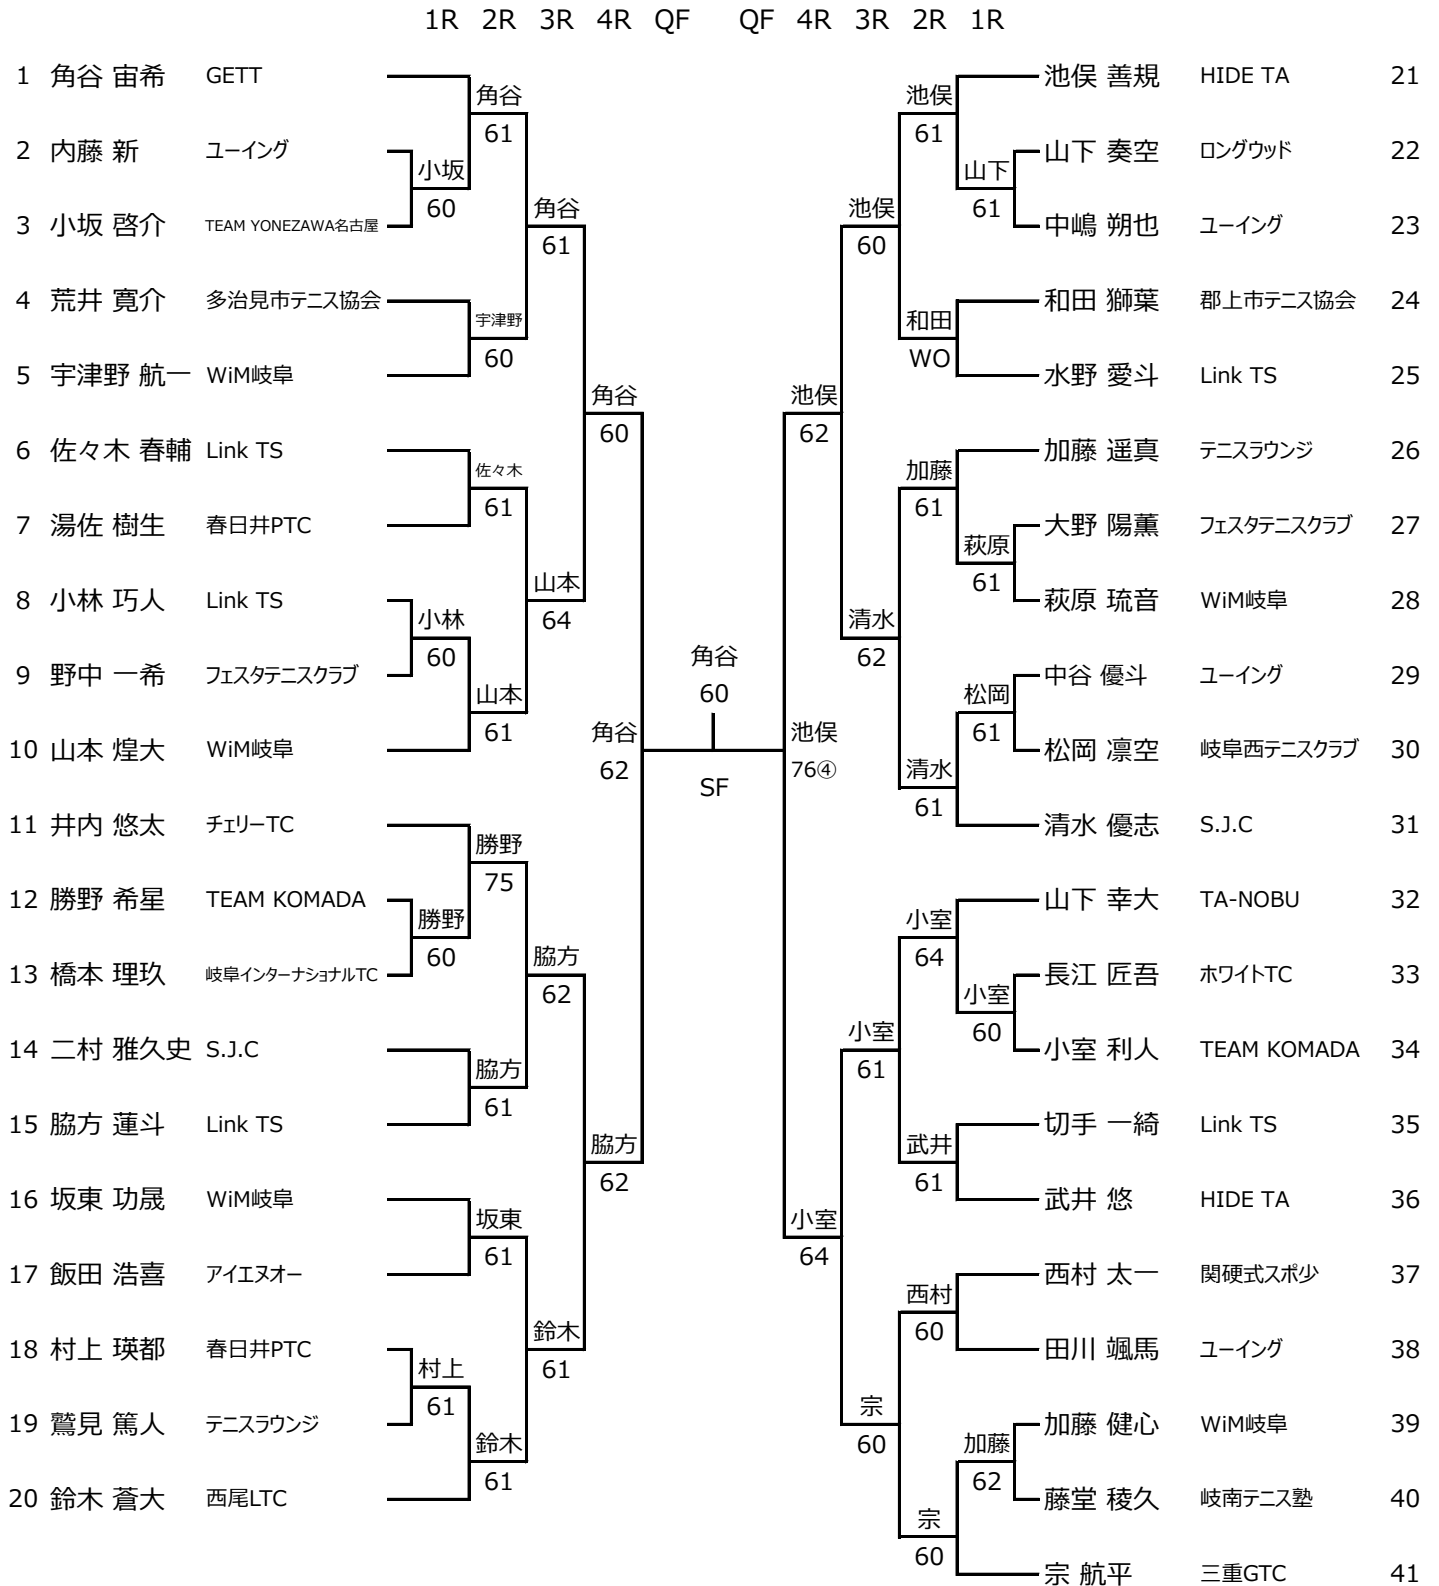 1R 2R 3R 4R QF QF 4R 3R 2R 1R
1 角谷 宙希 GETT
2 内藤 新 ユーイング
3 小坂 啓介 TEAM YONEZAWA名古屋
4 荒井 寛介 多治見市テニス協会
5 宇津野 航一 WiM岐阜
6 佐々木 春輔 Link TS
7 湯佐 樹生 春日井PTC
8 小林 巧人 Link TS
9 野中 一希 フェスタテニスクラブ
10 山本 煌大 WiM岐阜
11 井内 悠太 チェリーTC
12 勝野 希星 TEAM KOMADA
13 橋本 理玖 岐阜インターナショナルTC
14 二村 雅久史 S.J.C
15 脇方 蓮斗 Link TS
16 坂東 功晟 WiM岐阜
17 飯田 浩喜 アイエヌオー
18 村上 瑛都 春日井PTC
19 鷲見 篤人 テニスラウンジ
20 鈴木 蒼大 西尾LTC
小坂
60
小林
60
勝野
60
村上
61
角谷
61
宇津野
60
佐々木
61
山本
61
勝野
75
脇方
61
坂東
61
鈴木
61
角谷
61
山本
64
脇方
62
鈴木
61
角谷
60
脇方
62
角谷
62
角谷
60
SF
池俣
76④
池俣
62
小室
64
池俣
60
清水
62
小室
61
宗
60
池俣
61
和田
WO
加藤
61
清水
61
小室
64
武井
61
西村
60
宗
60
山下
61
萩原
61
松岡
61
小室
60
加藤
62
池俣 善規 HIDE TA 21
山下 奏空 ロングウッド 22
中嶋 朔也 ユーイング 23
和田 獅葉 郡上市テニス協会 24
水野 愛斗 Link TS 25
加藤 遥真 テニスラウンジ 26
大野 陽薫 フェスタテニスクラブ 27
萩原 琉音 WiM岐阜 28
中谷 優斗 ユーイング 29
松岡 凛空 岐阜西テニスクラブ 30
清水 優志 S.J.C 31
山下 幸大 TA-NOBU 32
長江 匠吾 ホワイトTC 33
小室 利人 TEAM KOMADA 34
切手 一綺 Link TS 35
武井 悠 HIDE TA 36
西村 太一 関硬式スポ少 37
田川 颯馬 ユーイング 38
加藤 健心 WiM岐阜 39
藤堂 稜久 岐南テニス塾 40
宗 航平 三重GTC 41